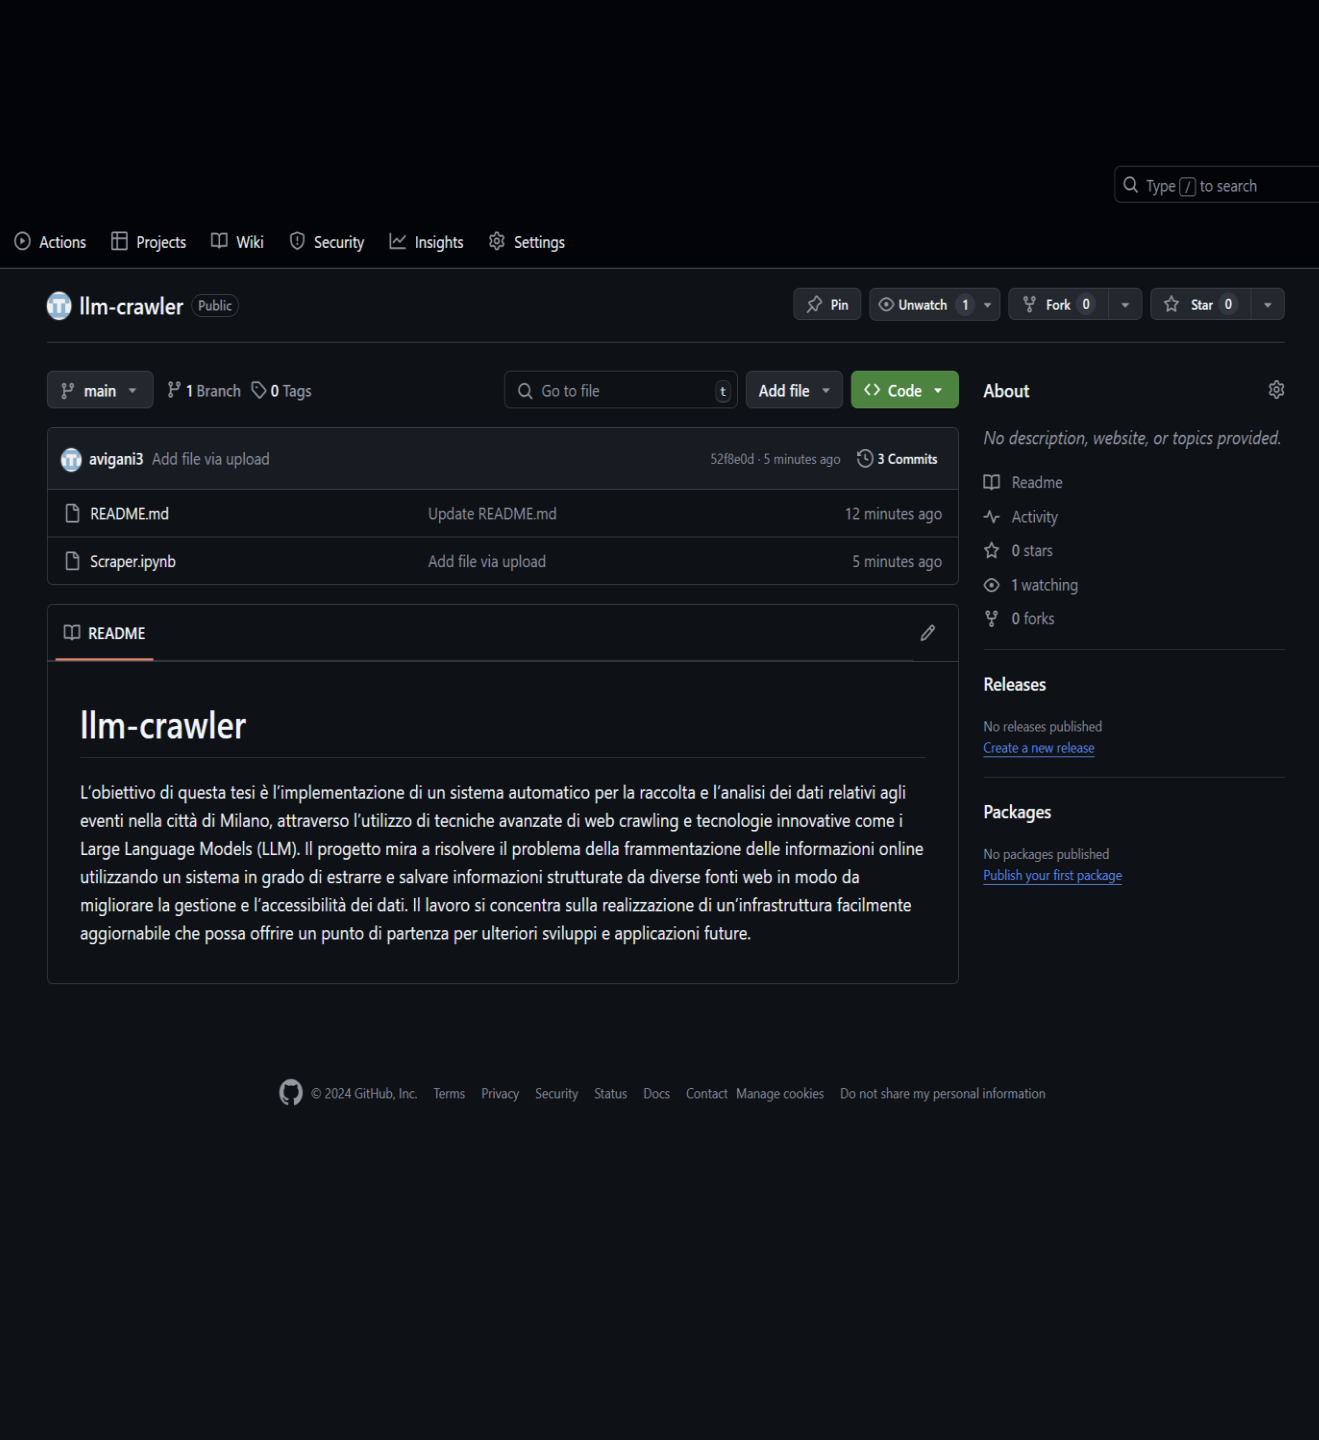 Type / to search
Actions Projects Wiki Security Insights Settings
llm-crawler Public
Pin Unwatch 1 Fork 0 Star 0
main 1 Branch 0 Tags Go to file t Add file Code
avigani3 Add file via upload 52f8e0d · 5 minutes ago 3 Commits
README.md Update README.md 12 minutes ago
Scraper.ipynb Add file via upload 5 minutes ago
README
llm-crawler
L’obiettivo di questa tesi è l’implementazione di un sistema automatico per la raccolta e l’analisi dei dati relativi agli
eventi nella città di Milano, attraverso l’utilizzo di tecniche avanzate di web crawling e tecnologie innovative come i
Large Language Models (LLM). Il progetto mira a risolvere il problema della frammentazione delle informazioni online
utilizzando un sistema in grado di estrarre e salvare informazioni strutturate da diverse fonti web in modo da
migliorare la gestione e l’accessibilità dei dati. Il lavoro si concentra sulla realizzazione di un’infrastruttura facilmente
aggiornabile che possa offrire un punto di partenza per ulteriori sviluppi e applicazioni future.
About
No description, website, or topics provided.
Readme
Activity
0 stars
1 watching
0 forks
Releases
No releases published
Create a new release
Packages
No packages published
Publish your first package
© 2024 GitHub, Inc. Terms Privacy Security Status Docs Contact Manage cookies Do not share my personal information